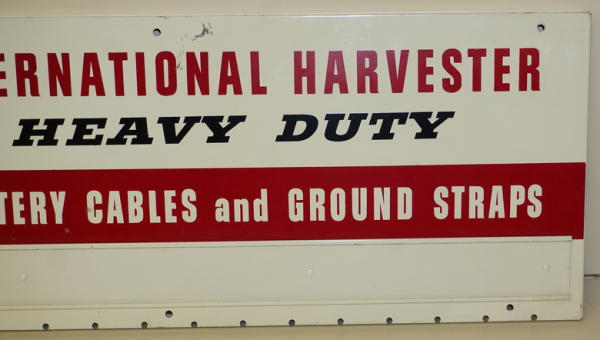 ERNATIONAL HARVESTER
HEAVY DUTY
TERY CABLES and GROUND STRAPS